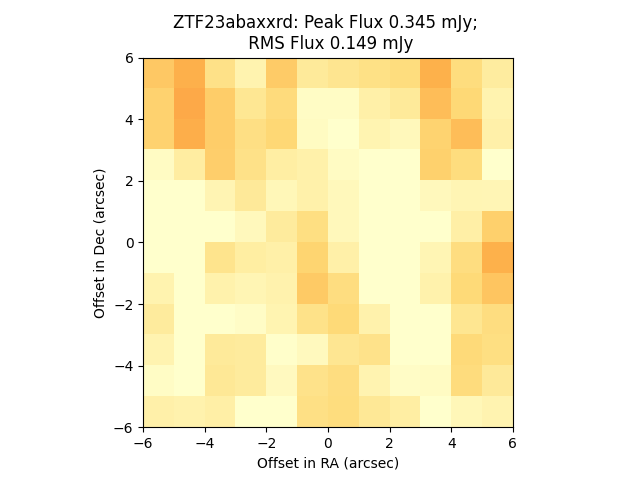 ZTF23abaxxrd: Peak Flux 0.345 mJy;
RMS Flux 0.149 mJy
6
4
2
0
−2
−4
−6
Offset in Dec (arcsec)
−6 −4 −2 0 2 4 6
Offset in RA (arcsec)